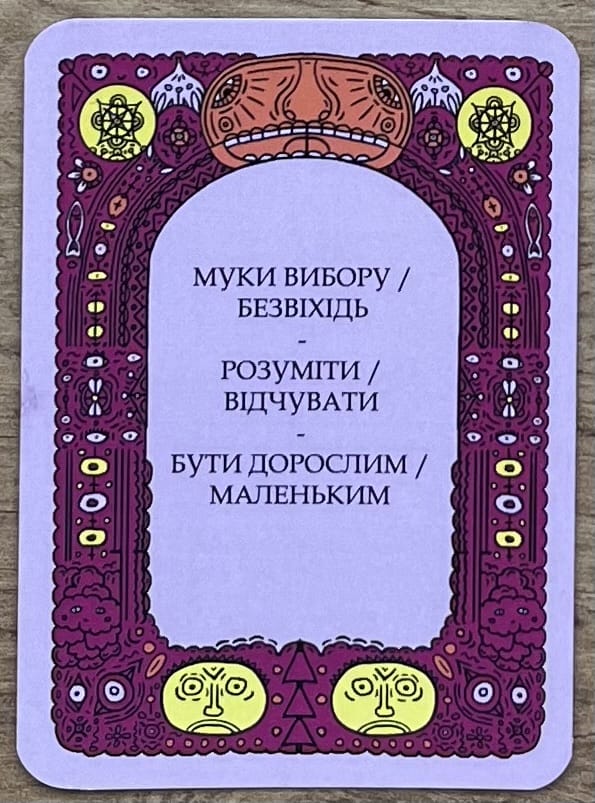 МУКИ ВИБОРУ /
БЕЗВІХІДЬ
-
РОЗУМІТИ /
ВІДЧУВАТИ
-
БУТИ ДОРОСЛИМ /
МАЛЕНЬКИМ